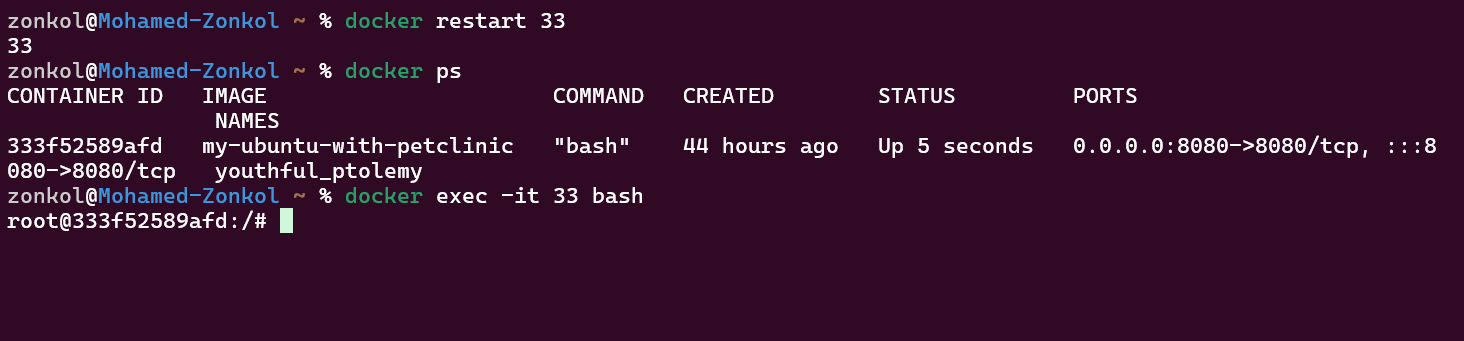 zonkol@Mohamed-Zonkol ~ % docker restart 33
33
zonkol@Mohamed-Zonkol ~ % docker ps
CONTAINER ID   IMAGE                      COMMAND   CREATED        STATUS         PORTS
                NAMES
333f52589afd   my-ubuntu-with-petclinic   "bash"    44 hours ago   Up 5 seconds   0.0.0.0:8080->8080/tcp, :::8
080->8080/tcp   youthful_ptolemy
zonkol@Mohamed-Zonkol ~ % docker exec -it 33 bash
root@333f52589afd:/#